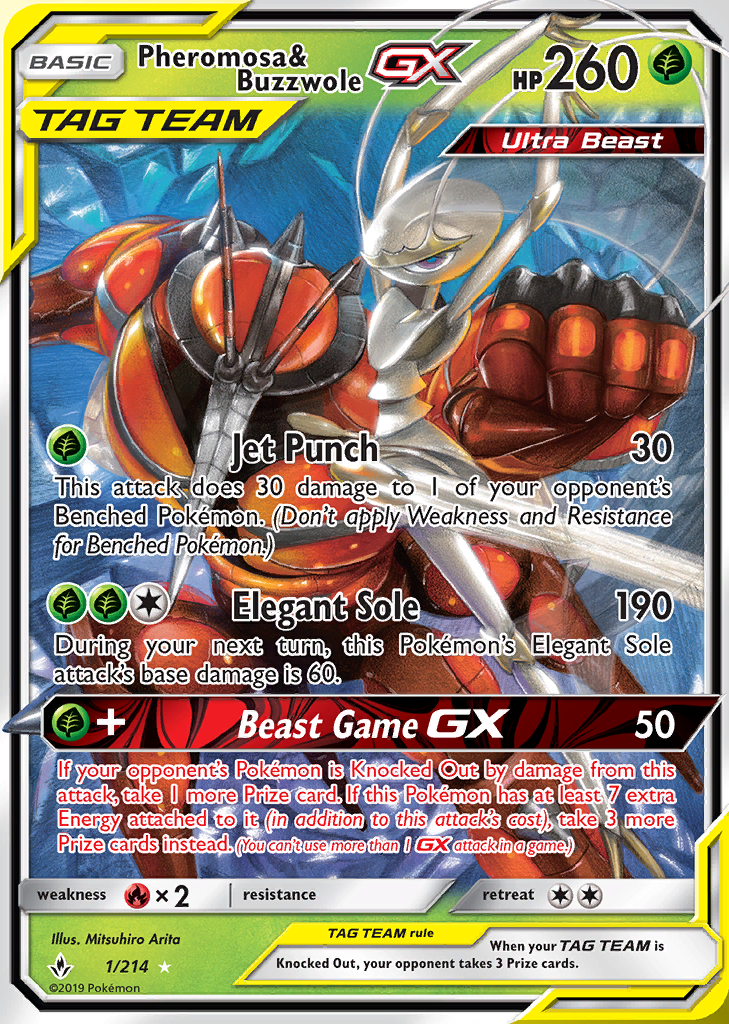 BASIC Pheromosa& Buzzwole GX HP260
TAG TEAM
Ultra Beast
Jet Punch 30
This attack does 30 damage to 1 of your opponent's
Benched Pokémon. (Don't apply Weakness and Resistance
for Benched Pokémon.)
Elegant Sole 190
During your next turn, this Pokémon's Elegant Sole
attack's base damage is 60.
+ Beast Game GX 50
If your opponent's Pokémon is Knocked Out by damage from this
attack, take 1 more Prize card. If this Pokémon has at least 7 extra
Energy attached to it (in addition to this attack's cost), take 3 more
Prize cards instead. (You can't use more than 1 GX attack in a game.)
weakness ×2 resistance retreat
Illus. Mitsuhiro Arita
1/214
©2019 Pokémon
TAG TEAM rule
When your TAG TEAM is
Knocked Out, your opponent takes 3 Prize cards.